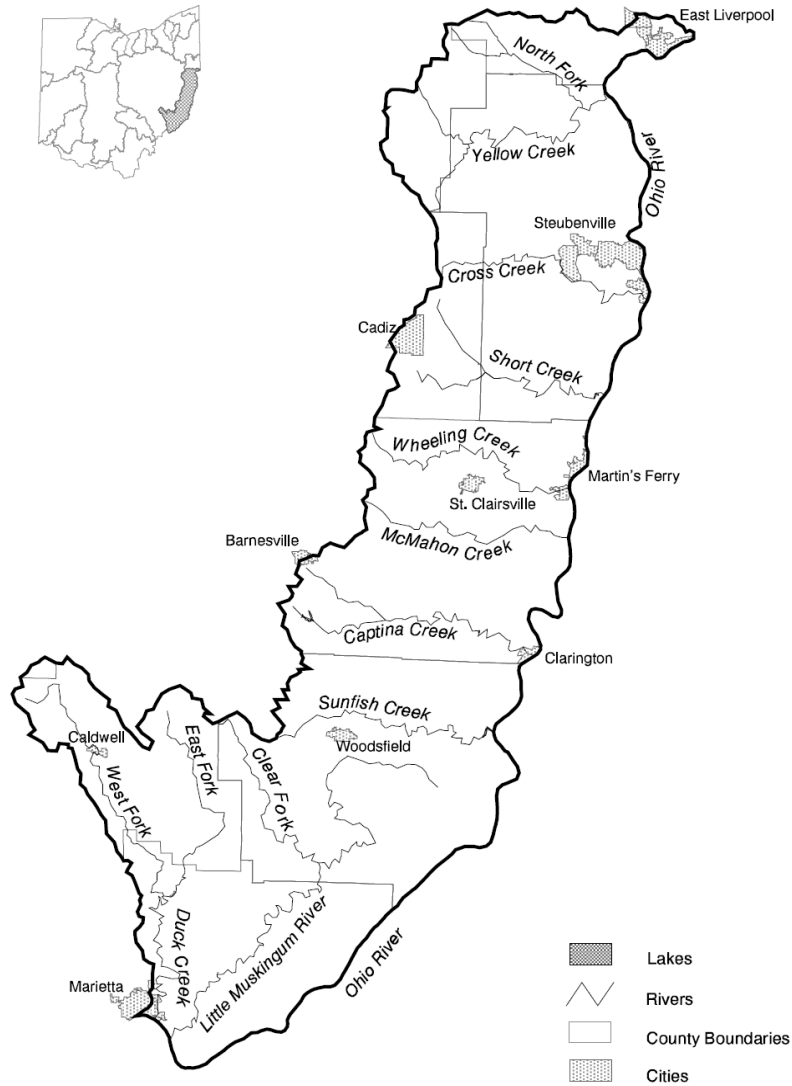 East Liverpool
North Fork
Yellow Creek
Ohio River
Steubenville
Cross Creek
Cadiz
Short Creek
Wheeling Creek
Martin's Ferry
St. Clairsville
Barnesville
McMahon Creek
Captina Creek
Clarington
Sunfish Creek
Caldwell
East Fork
Woodsfield
Clear Fork
West Fork
Duck Creek
Little Muskingum River
Ohio River
Marietta
Lakes
Rivers
County Boundaries
Cities